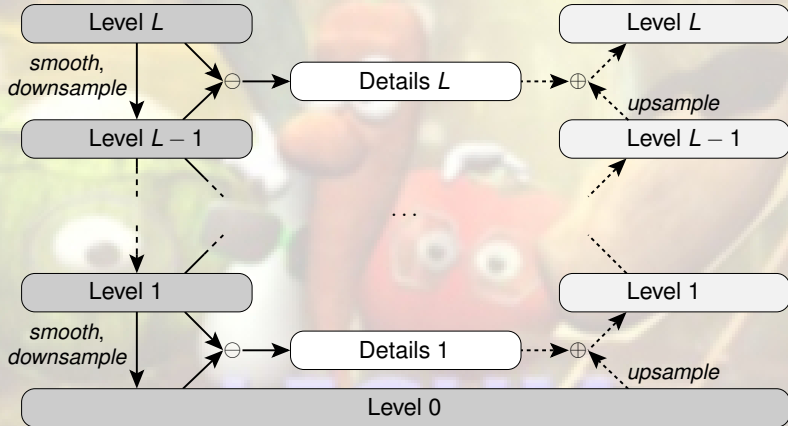 Level L
Level L
smooth,
downsample
⊖
Details L
⊕
upsample
Level L − 1
Level L − 1
...
Level 1
Level 1
smooth,
downsample
⊖
Details 1
⊕
upsample
Level 0